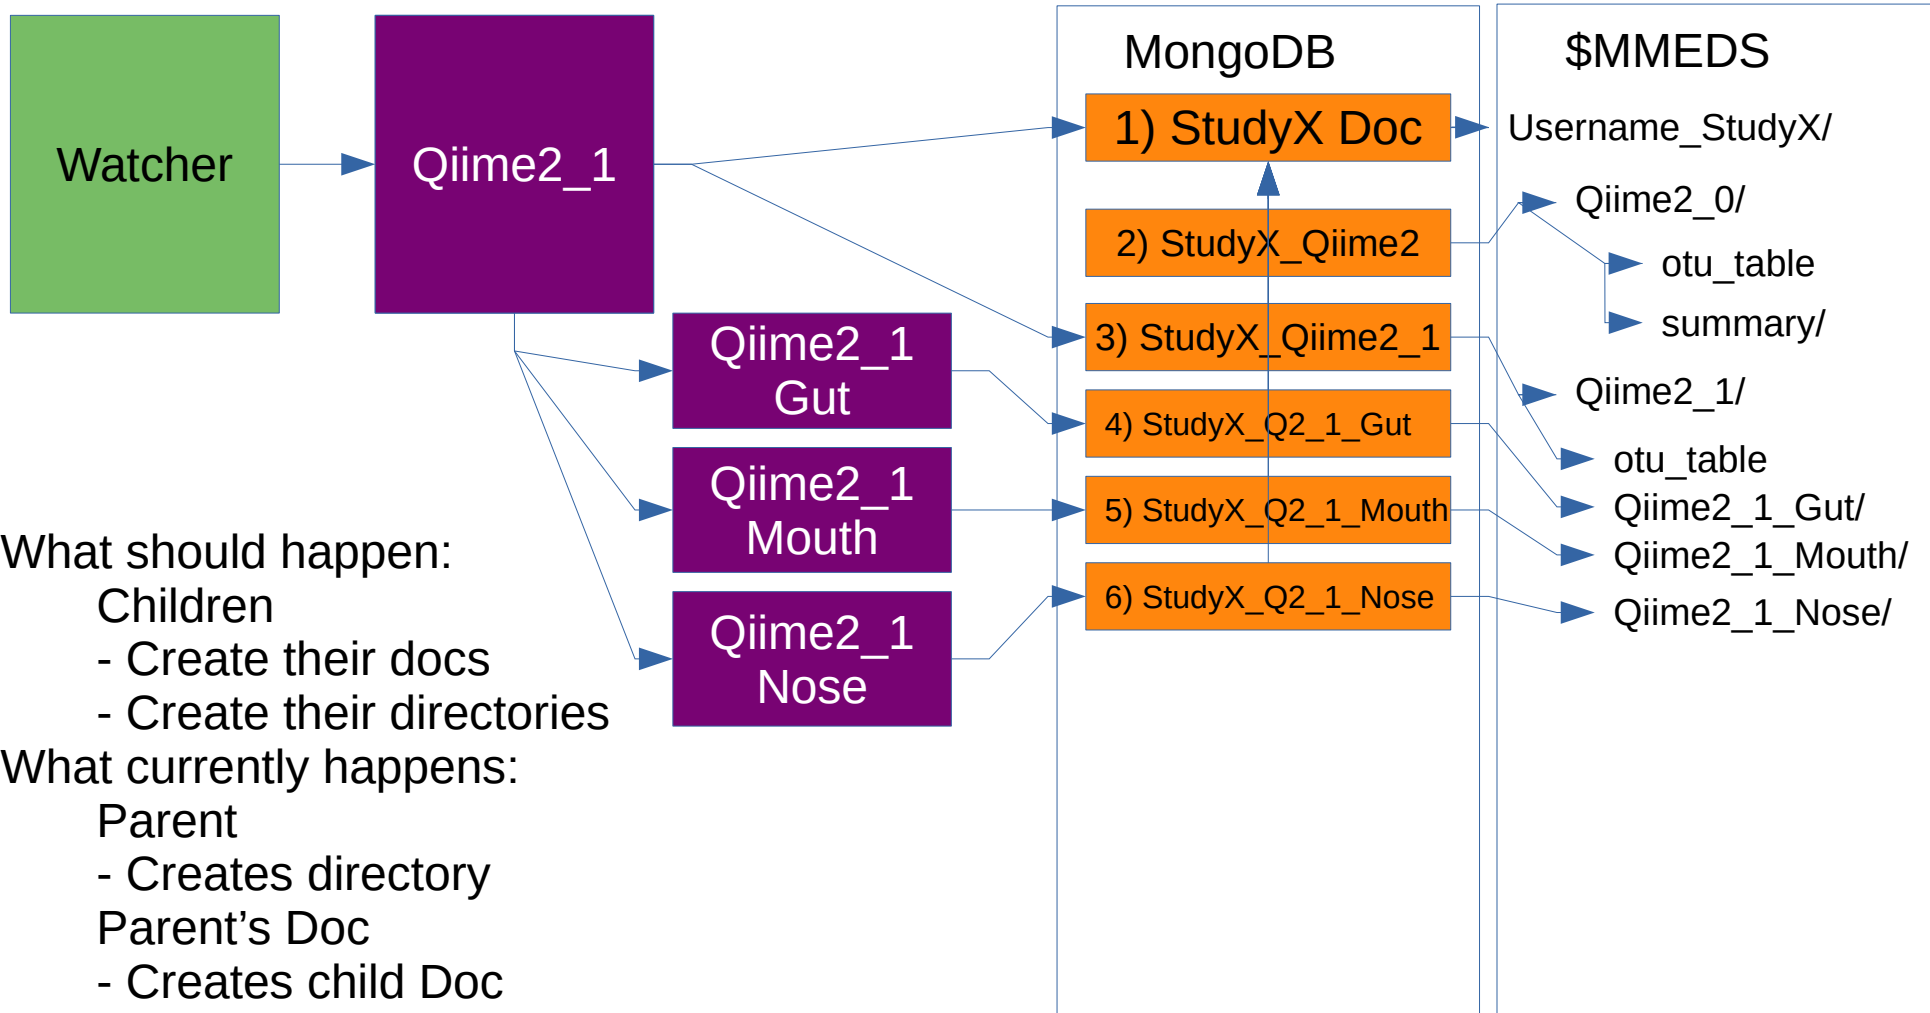 Watcher
Qiime2_1
Qiime2_1
Gut
Qiime2_1
Mouth
Qiime2_1
Nose
MongoDB
1) StudyX Doc
2) StudyX_Qiime2
3) StudyX_Qiime2_1
4) StudyX_Q2_1_Gut
5) StudyX_Q2_1_Mouth
6) StudyX_Q2_1_Nose
$MMEDS
Username_StudyX/
Qiime2_0/
otu_table
summary/
Qiime2_1/
otu_table
Qiime2_1_Gut/
Qiime2_1_Mouth/
Qiime2_1_Nose/
What should happen:
Children
- Create their docs
- Create their directories
What currently happens:
Parent
- Creates directory
Parent’s Doc
- Creates child Doc